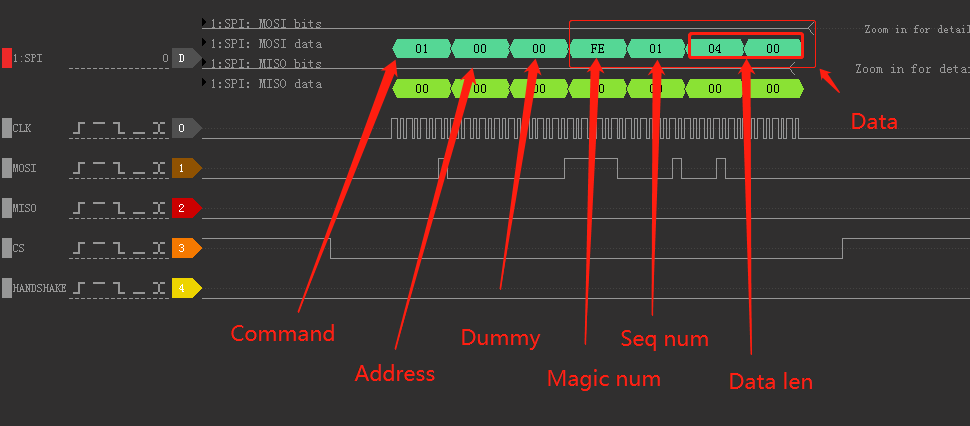 1:SPI: MOSI bits
Zoom in for detail
1:SPI: MOSI data
01 00 00 FE 01 04 00
1:SPI 0 D
1:SPI: MISO bits
Zoom in for deta
1:SPI: MISO data
00 00 00 00 00 00 00
Data
CLK 0
MOSI 1
MISO 2
CS 3
HANDSHAKE 4
Command
Dummy
Seq num
Address
Magic num
Data len